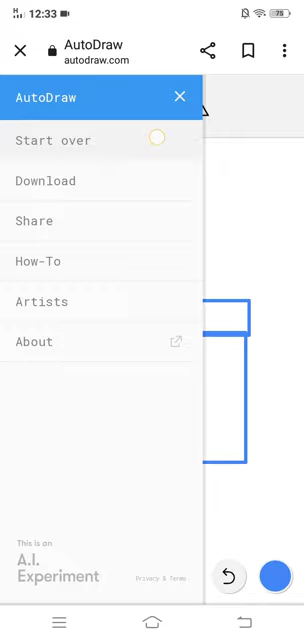 H 12:33 75
AutoDraw
autodraw.com
AutoDraw
Start over
Download
Share
How-To
Artists
About
This is an
A.I.
Experiment
Privacy & Terms